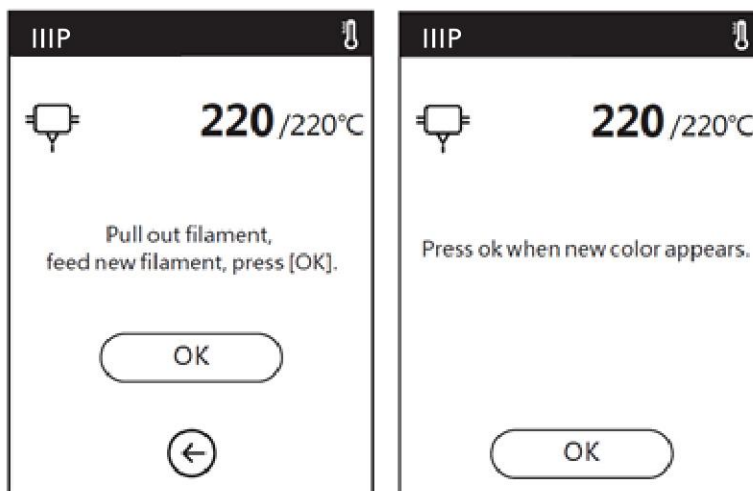 IIIP
220/220°C
Pull out filament,
feed new filament, press [OK].
OK
IIIP
220/220°C
Press ok when new color appears.
OK